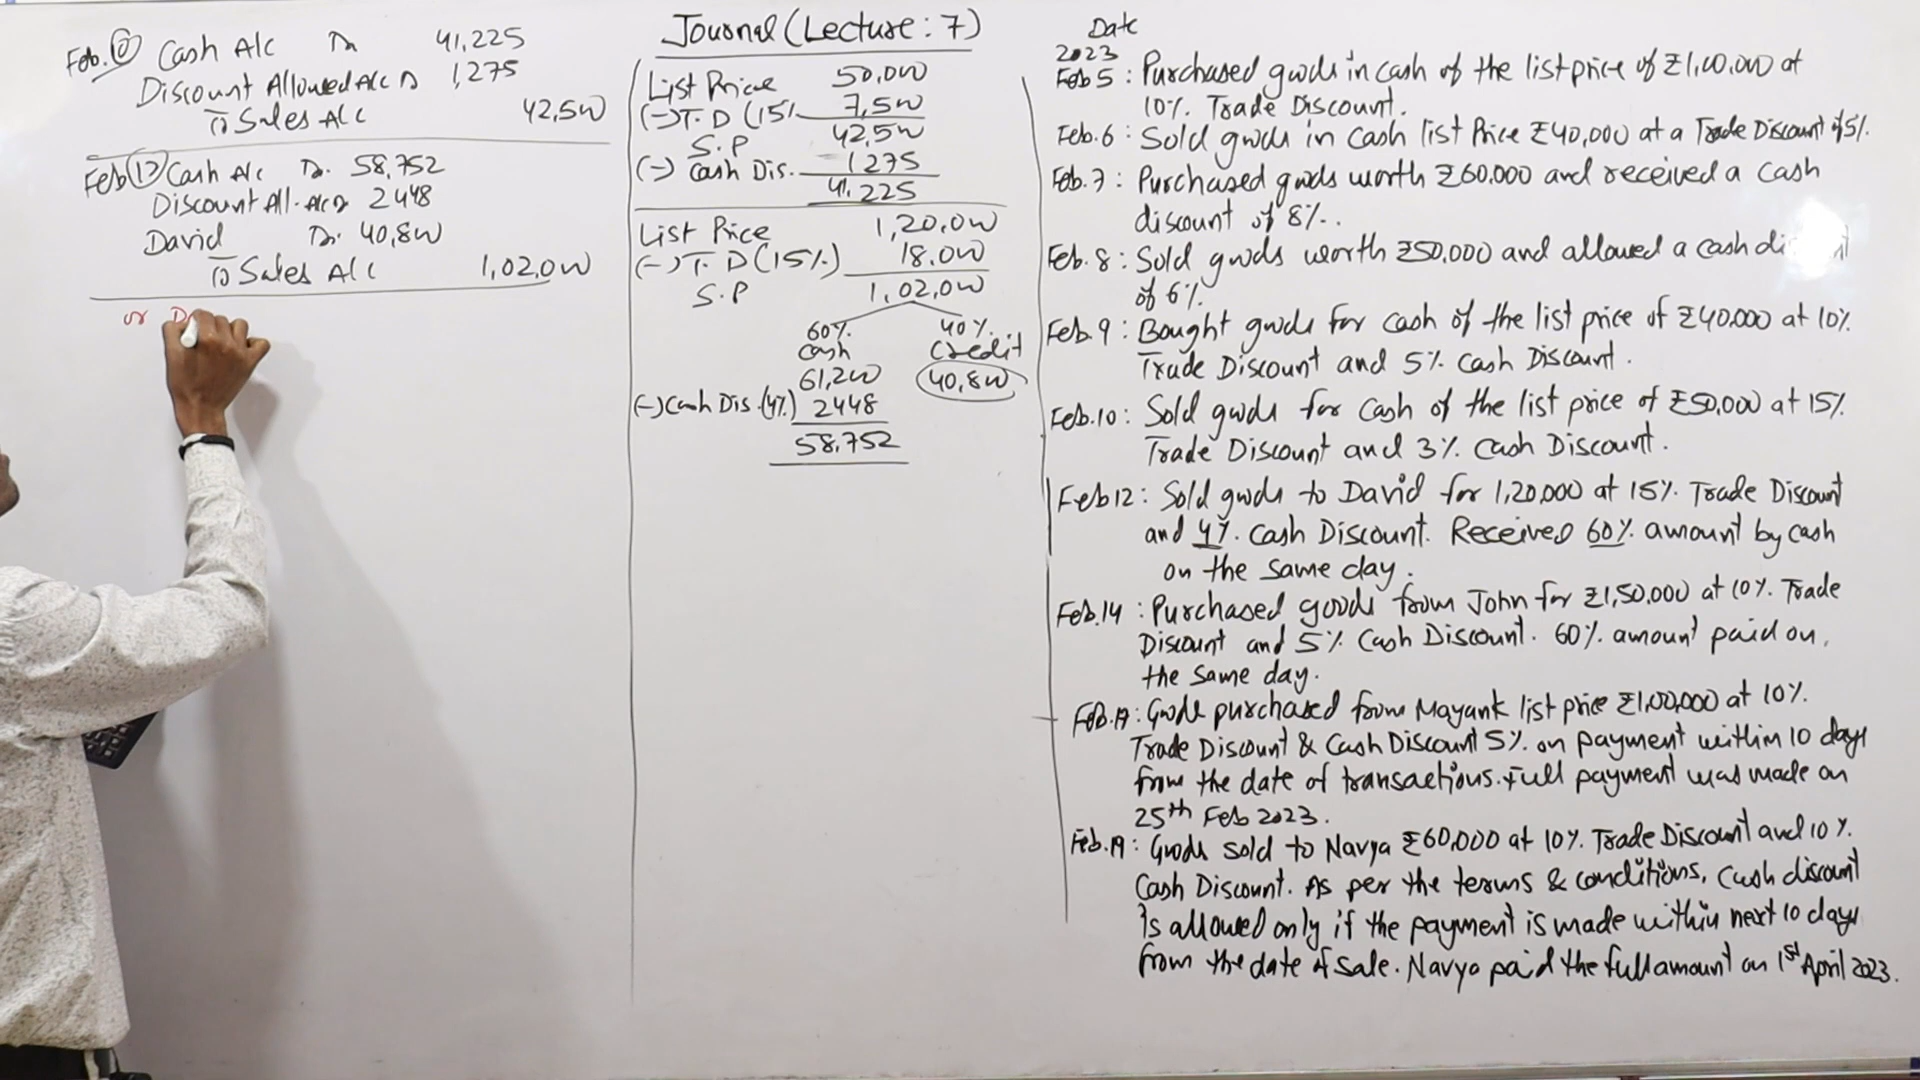 Journal (Lecture : 7)
Feb. 10 Cash A/c Dr 41,225
Discount Allowed A/c Dr 1,275
To Sales A/c 42,500
Feb 12 Cash A/c Dr. 58,752
Discount All. A/c Dr 2448
David Dr. 40,800
To Sales A/c 1,02,000
or
List Price 50,000
(-) T. D (15% 7,500
S.P 42,500
(-) Cash Dis. 1275
41,225
List Price 1,20,000
(-) T. D (15%) 18,000
S.P 1,02,000
60% 40%
Cash Credit
61,200 40,800
(-) Cash Dis. (4%) 2448
58,752
Date
2023
Feb 5 : Purchased goods in cash of the list price of ₹1,00,000 at
10% Trade Discount.
Feb. 6 : Sold goods in cash list Price ₹40,000 at a Trade Discount of 5%.
Feb. 7 : Purchased goods worth ₹60,000 and received a cash
discount of 8%.
Feb. 8 : Sold goods worth ₹50,000 and allowed a cash
of 6%
Feb. 9 : Bought goods for cash of the list price of ₹40,000 at 10%
Trade Discount and 5% Cash Discount.
Feb. 10 : Sold goods for cash of the list price of ₹50,000 at 15%
Trade Discount and 3% Cash Discount.
Feb 12 : Sold goods to David for 1,20,000 at 15% Trade Discount
and 4% Cash Discount. Received 60% amount by cash
on the same day.
Feb. 14 : Purchased goods from John for ₹1,50,000 at 10% Trade
Discount and 5% Cash Discount. 60% amount paid on
the same day.
Feb. 17 : Goods purchased from Mayank list price ₹1,00,000 at 10%
Trade Discount & Cash Discount 5% on payment within 10 days
from the date of transactions. Full payment was made on
25th Feb 2023.
Feb. 19 : Goods sold to Navya ₹60,000 at 10% Trade Discount and 10%
Cash Discount. As per the terms & conditions, Cash discount
is allowed only if the payment is made within next 10 days
from the date of sale. Navya paid the full amount on 1st April 2023.